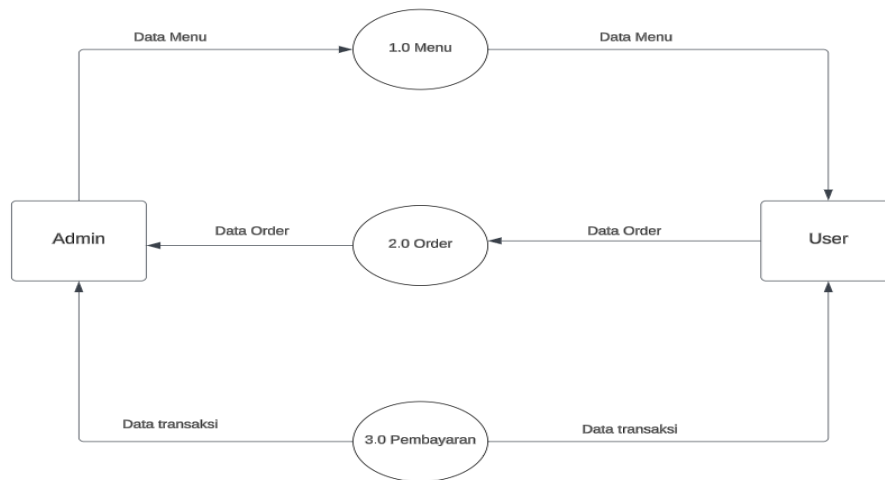 Data Menu
1.0 Menu
Data Menu
Admin
Data Order
2.0 Order
Data Order
User
Data transaksi
3.0 Pembayaran
Data transaksi